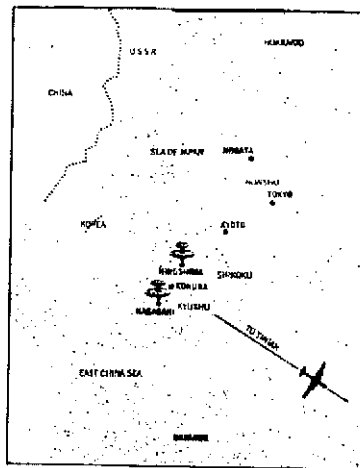 U S S R
HOKKAIDO
CHINA
SEA OF JAPAN
NIIGATA
HONSHU
TOKYO
KOREA
KYOTO
HIROSHIMA
SHIKOKU
KOKURA
NAGASAKI
KYUSHU
TO TINIAN
EAST CHINA SEA